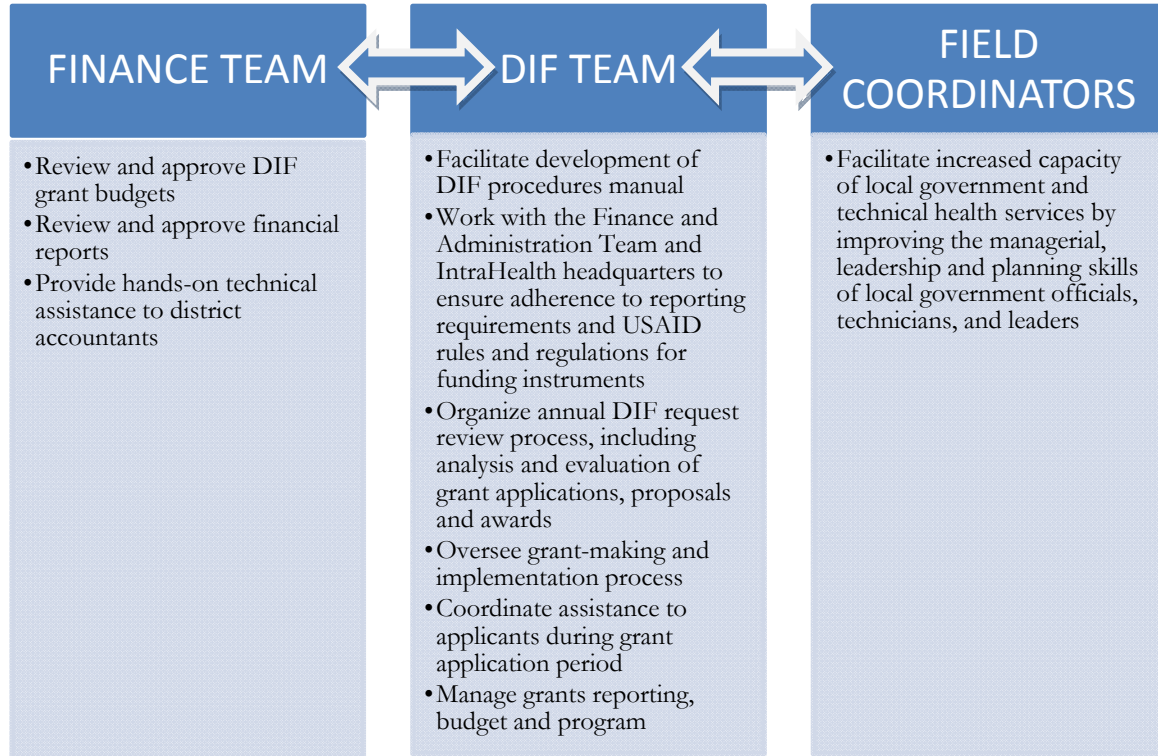 FINANCE TEAM
• Review and approve DIF
grant budgets
• Review and approve financial
reports
• Provide hands-on technical
assistance to district
accountants
DIF TEAM
• Facilitate development of
DIF procedures manual
• Work with the Finance and
Administration Team and
IntraHealth headquarters to
ensure adherence to reporting
requirements and USAID
rules and regulations for
funding instruments
• Organize annual DIF request
review process, including
analysis and evaluation of
grant applications, proposals
and awards
• Oversee grant-making and
implementation process
• Coordinate assistance to
applicants during grant
application period
• Manage grants reporting,
budget and program
FIELD
COORDINATORS
• Facilitate increased capacity
of local government and
technical health services by
improving the managerial,
leadership and planning skills
of local government officials,
technicians, and leaders